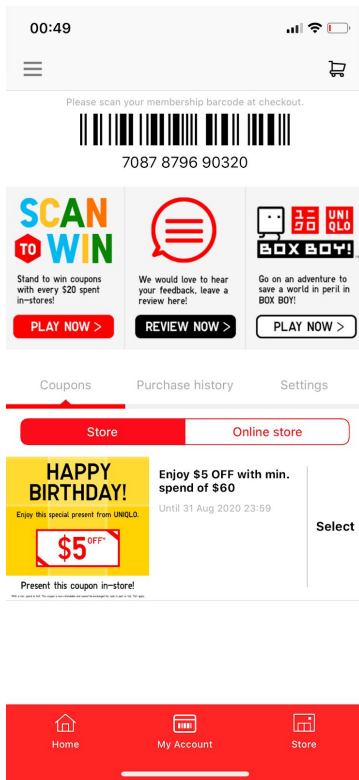 00:49
Please scan your membership barcode at checkout.
7087 8796 90320
SCAN
TO WIN
Stand to win coupons
with every $20 spent
in-stores!
PLAY NOW >
We would love to hear
your feedback, leave a
review here!
REVIEW NOW >
ユニ
クロ
UNI
QLO
BOX BOY!
Go on an adventure to
save a world in peril in
BOX BOY!
PLAY NOW >
Coupons
Purchase history
Settings
Store
Online store
HAPPY
BIRTHDAY!
Enjoy this special present from UNIQLO.
$5 OFF*
Present this coupon in-store!
Enjoy $5 OFF with min.
spend of $60
Until 31 Aug 2020 23:59
Select
Home
My Account
Store